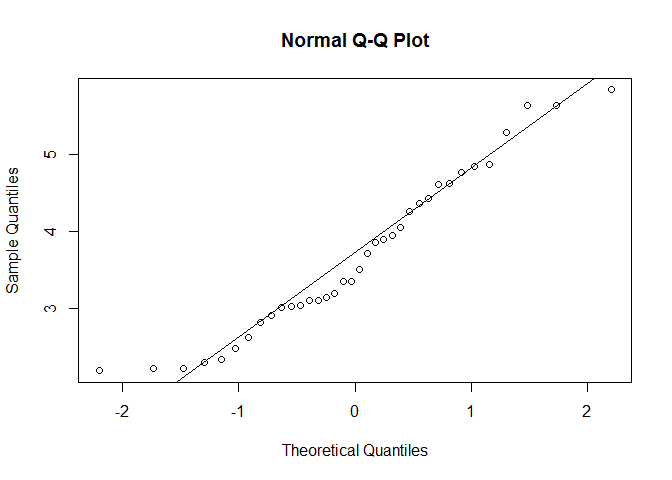 Normal Q-Q Plot
Sample Quantiles
5
4
3
-2 -1 0 1 2
Theoretical Quantiles